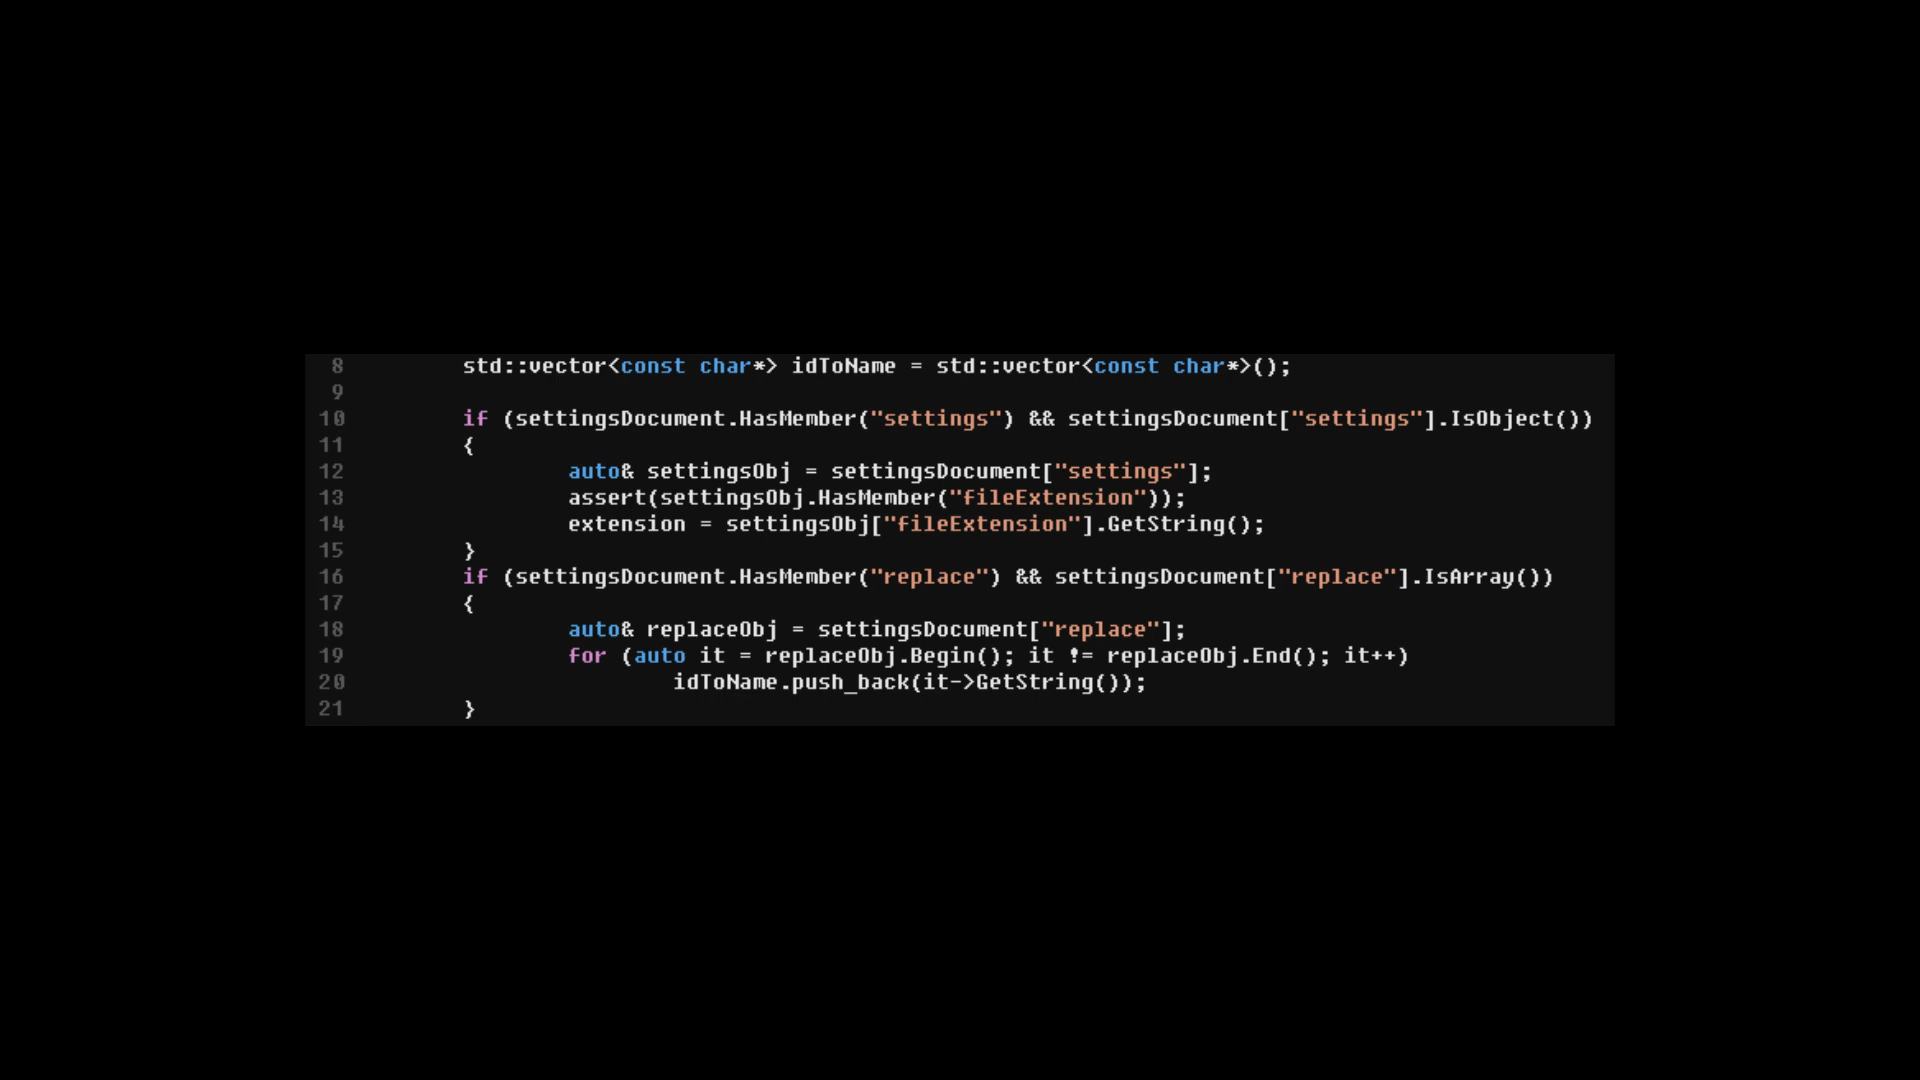 8 std::vector<const char*> idToName = std::vector<const char*>();
9
10 if (settingsDocument.HasMember("settings") && settingsDocument["settings"].IsObject())
11 {
12 auto& settingsObj = settingsDocument["settings"];
13 assert(settingsObj.HasMember("fileExtension"));
14 extension = settingsObj["fileExtension"].GetString();
15 }
16 if (settingsDocument.HasMember("replace") && settingsDocument["replace"].IsArray())
17 {
18 auto& replaceObj = settingsDocument["replace"];
19 for (auto it = replaceObj.Begin(); it != replaceObj.End(); it++)
20 idToName.push_back(it->GetString());
21 }